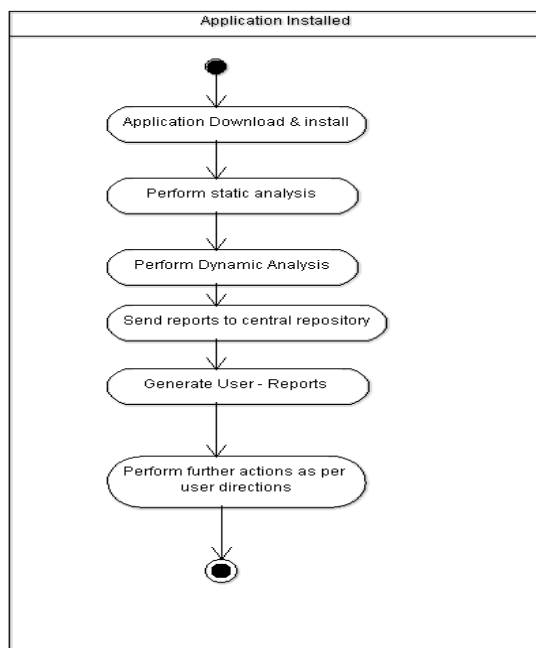 Application Installed
Application Download & install
Perform static analysis
Perform Dynamic Analysis
Send reports to central repository
Generate User - Reports
Perform further actions as per
user directions